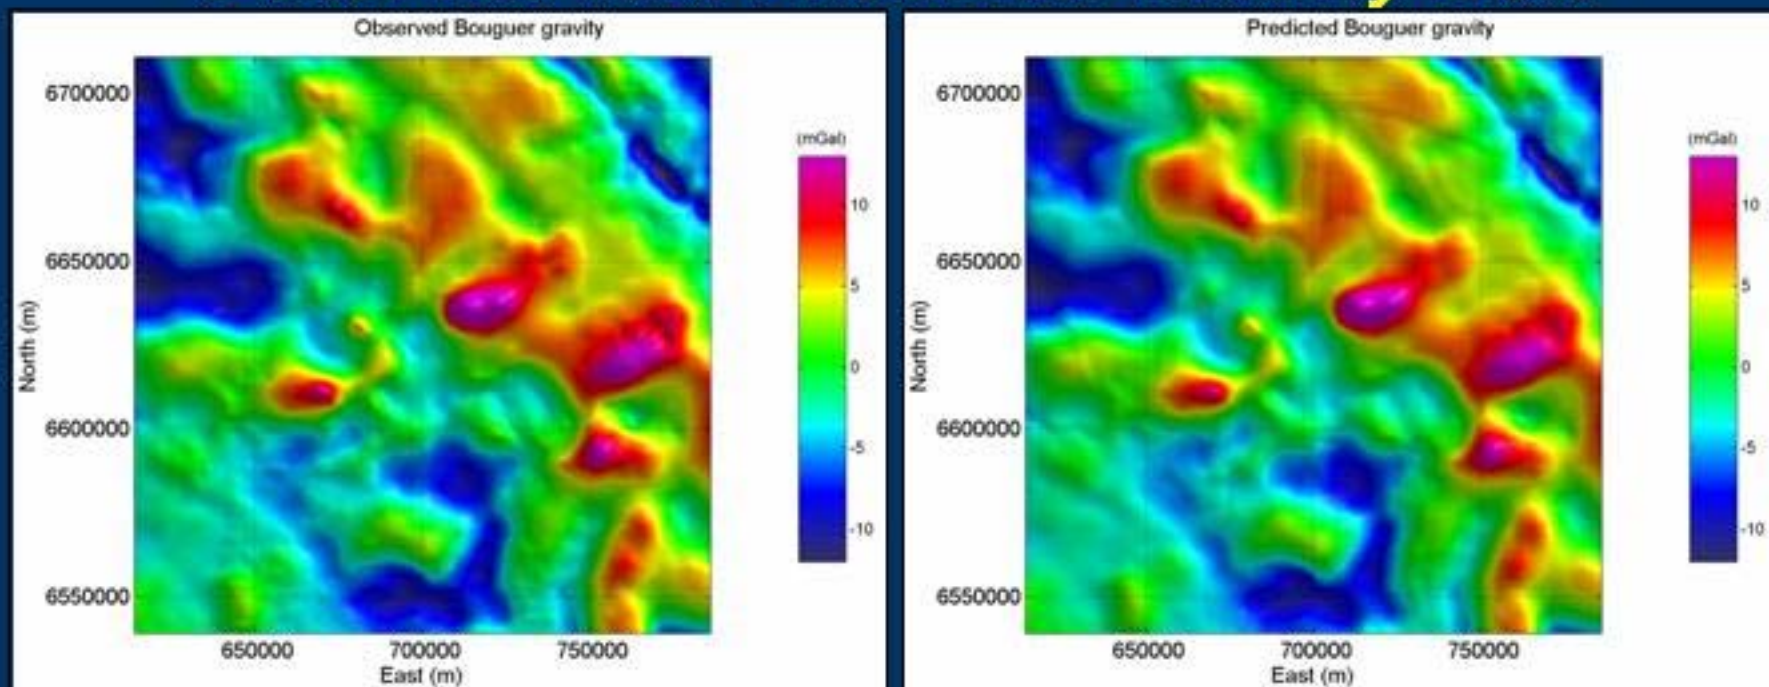 Observed Bouguer gravity
6700000
6650000
6600000
6550000
North (m)
650000 700000 750000
East (m)
(mGal)
10
5
0
-5
-10
Predicted Bouguer gravity
6700000
6650000
6600000
6550000
North (m)
650000 700000 750000
East (m)
(mGal)
10
5
0
-5
-10